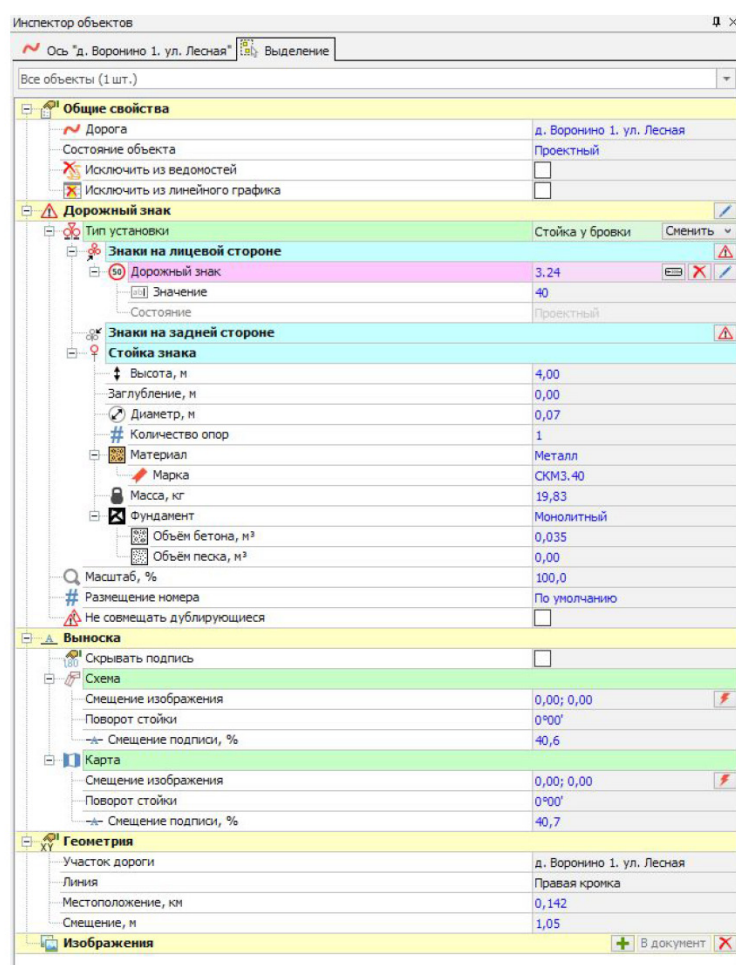 Инспектор объектов
Ось "д. Воронино 1. ул. Лесная" Выделение
Все объекты (1 шт.)
Общие свойства
Дорога д. Воронино 1. ул. Лесная
Состояние объекта Проектный
Исключить из ведомостей
Исключить из линейного графика
Дорожный знак
Тип установки Стойка у бровки Сменить
Знаки на лицевой стороне
50 Дорожный знак 3.24
ab Значение 40
Состояние Проектный
Знаки на задней стороне
Стойка знака
Высота, м 4,00
Заглубление, м 0,00
Диаметр, м 0,07
# Количество опор 1
Материал Металл
Марка СКМ3.40
Масса, кг 19,83
Фундамент Монолитный
Объём бетона, м³ 0,035
Объём песка, м³ 0,00
Масштаб, % 100,0
# Размещение номера По умолчанию
Не совмещать дублирующиеся
A Выноска
180 Скрывать подпись
Схема
Смещение изображения 0,00; 0,00
Поворот стойки 0°00'
-A- Смещение подписи, % 40,6
Карта
Смещение изображения 0,00; 0,00
Поворот стойки 0°00'
-A- Смещение подписи, % 40,7
XY Геометрия
Участок дороги д. Воронино 1. ул. Лесная
Линия Правая кромка
Местоположение, км 0,142
Смещение, м 1,05
Изображения В документ